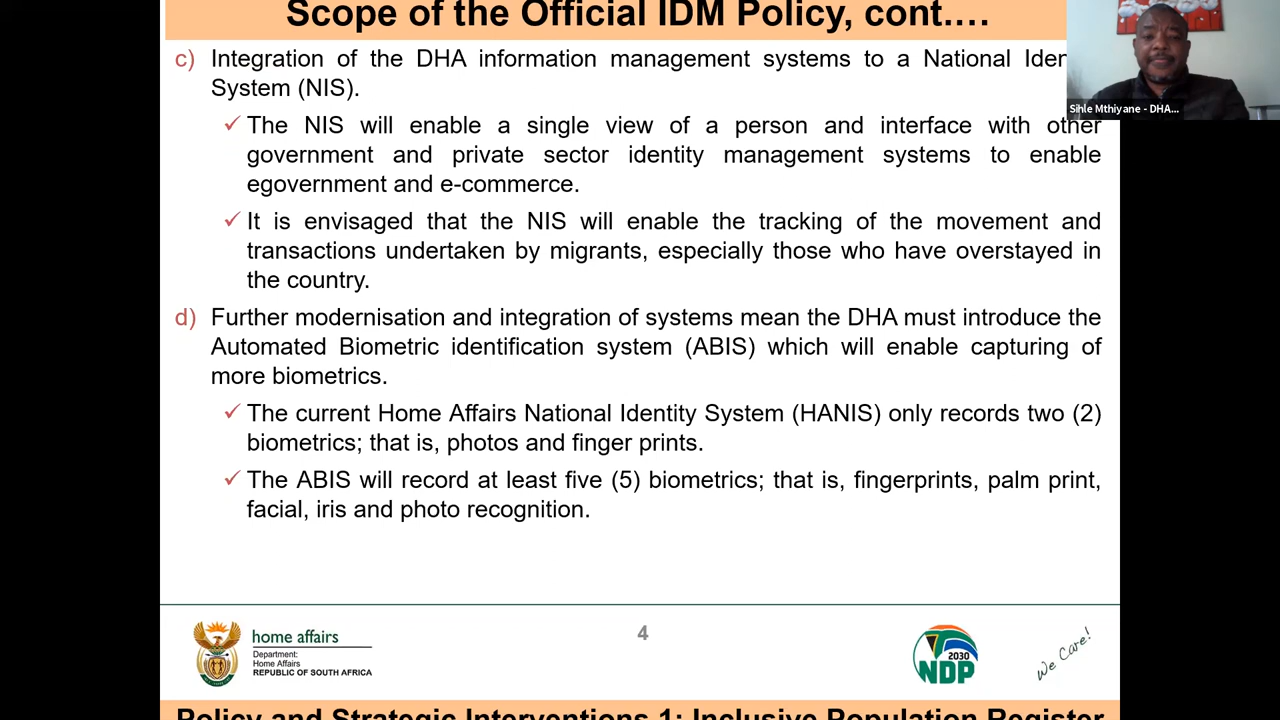 Scope of the Official IDM Policy, cont.…
c) Integration of the DHA information management systems to a National
System (NIS).
✓ The NIS will enable a single view of a person and interface with other
government and private sector identity management systems to enable
egovernment and e-commerce.
✓ It is envisaged that the NIS will enable the tracking of the movement and
transactions undertaken by migrants, especially those who have overstayed in
the country.
d) Further modernisation and integration of systems mean the DHA must introduce the
Automated Biometric identification system (ABIS) which will enable capturing of
more biometrics.
✓ The current Home Affairs National Identity System (HANIS) only records two (2)
biometrics; that is, photos and finger prints.
✓ The ABIS will record at least five (5) biometrics; that is, fingerprints, palm print,
facial, iris and photo recognition.
Sihle Mthiyane - DHA...
home affairs
Department:
Home Affairs
REPUBLIC OF SOUTH AFRICA
4
2030
NDP
We Care!
Policy and Strategic Interventions 1: Inclusive Population Register